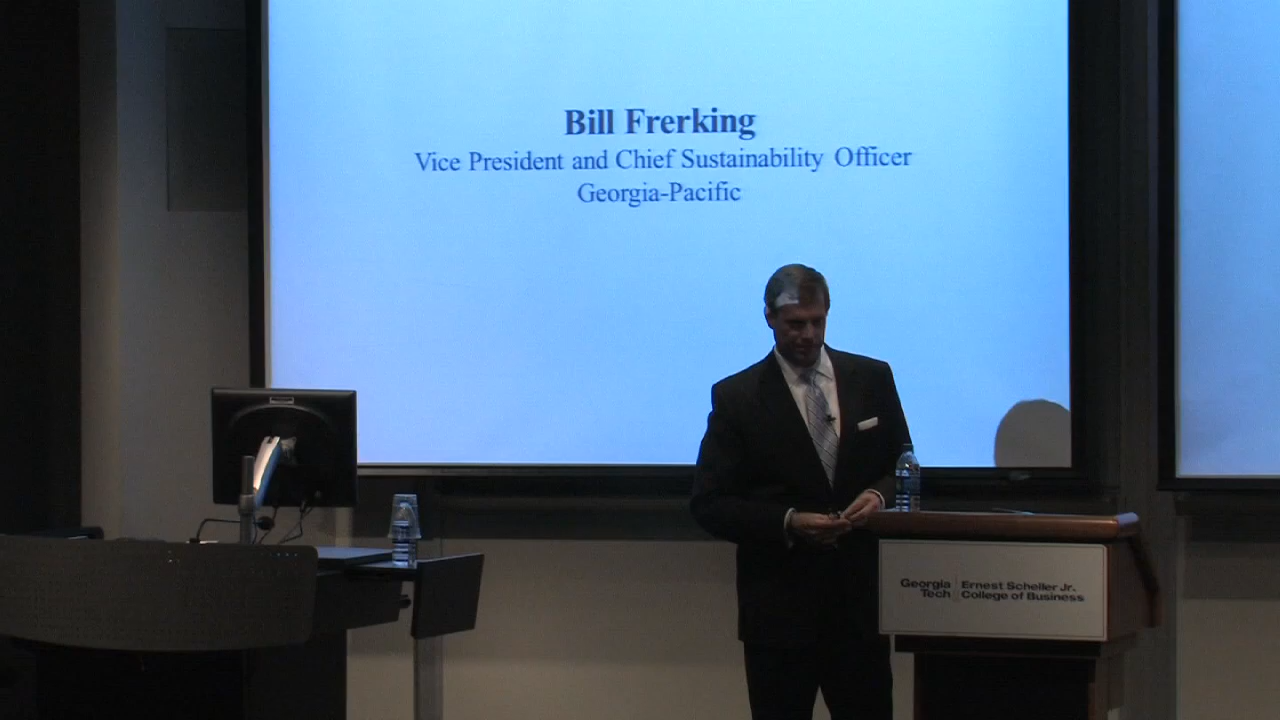 Bill Frerking
Vice President and Chief Sustainability Officer
Georgia-Pacific
Georgia
Tech
Ernest Scheller Jr.
College of Business